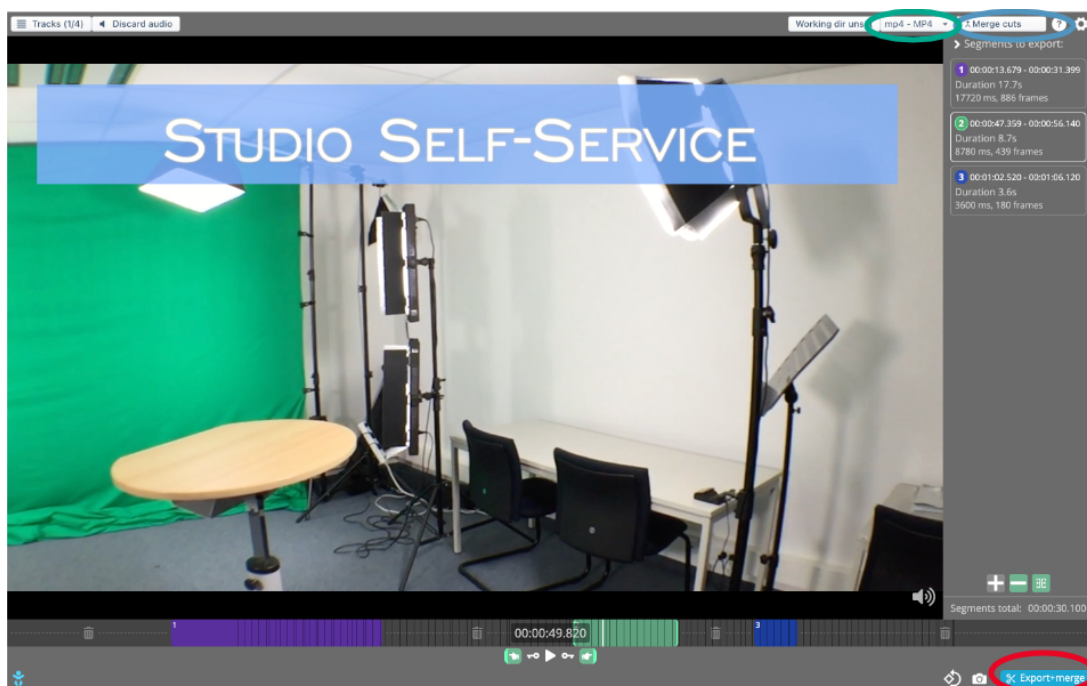 Tracks (1/4) Discard audio Working dir uns mp4 - MP4 Merge cuts ?
Segments to export:
1 00:00:13.679 - 00:00:31.399
Duration 17.7s
17720 ms, 886 frames
2 00:00:47.359 - 00:00:56.140
Duration 8.7s
8780 ms, 439 frames
3 00:01:02.520 - 00:01:06.120
Duration 3.6s
3600 ms, 180 frames
STUDIO SELF-SERVICE
Segments total: 00:00:30.100
1 00:00:49.820 3
Export+merge